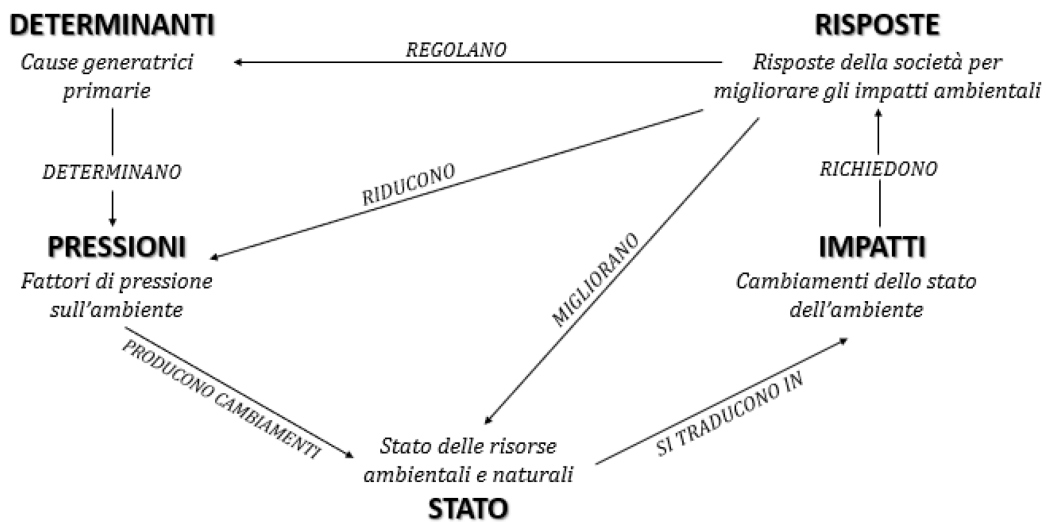 DETERMINANTI
Cause generatrici
primarie
REGOLANO
RISPOSTE
Risposte della società per
migliorare gli impatti ambientali
DETERMINANO
RIDUCONO
RICHIEDONO
PRESSIONI
Fattori di pressione
sull'ambiente
MIGLIORANO
IMPATTI
Cambiamenti dello stato
dell'ambiente
PRODUCONO CAMBIAMENTI
SI TRADUCONO IN
Stato delle risorse
ambientali e naturali
STATO